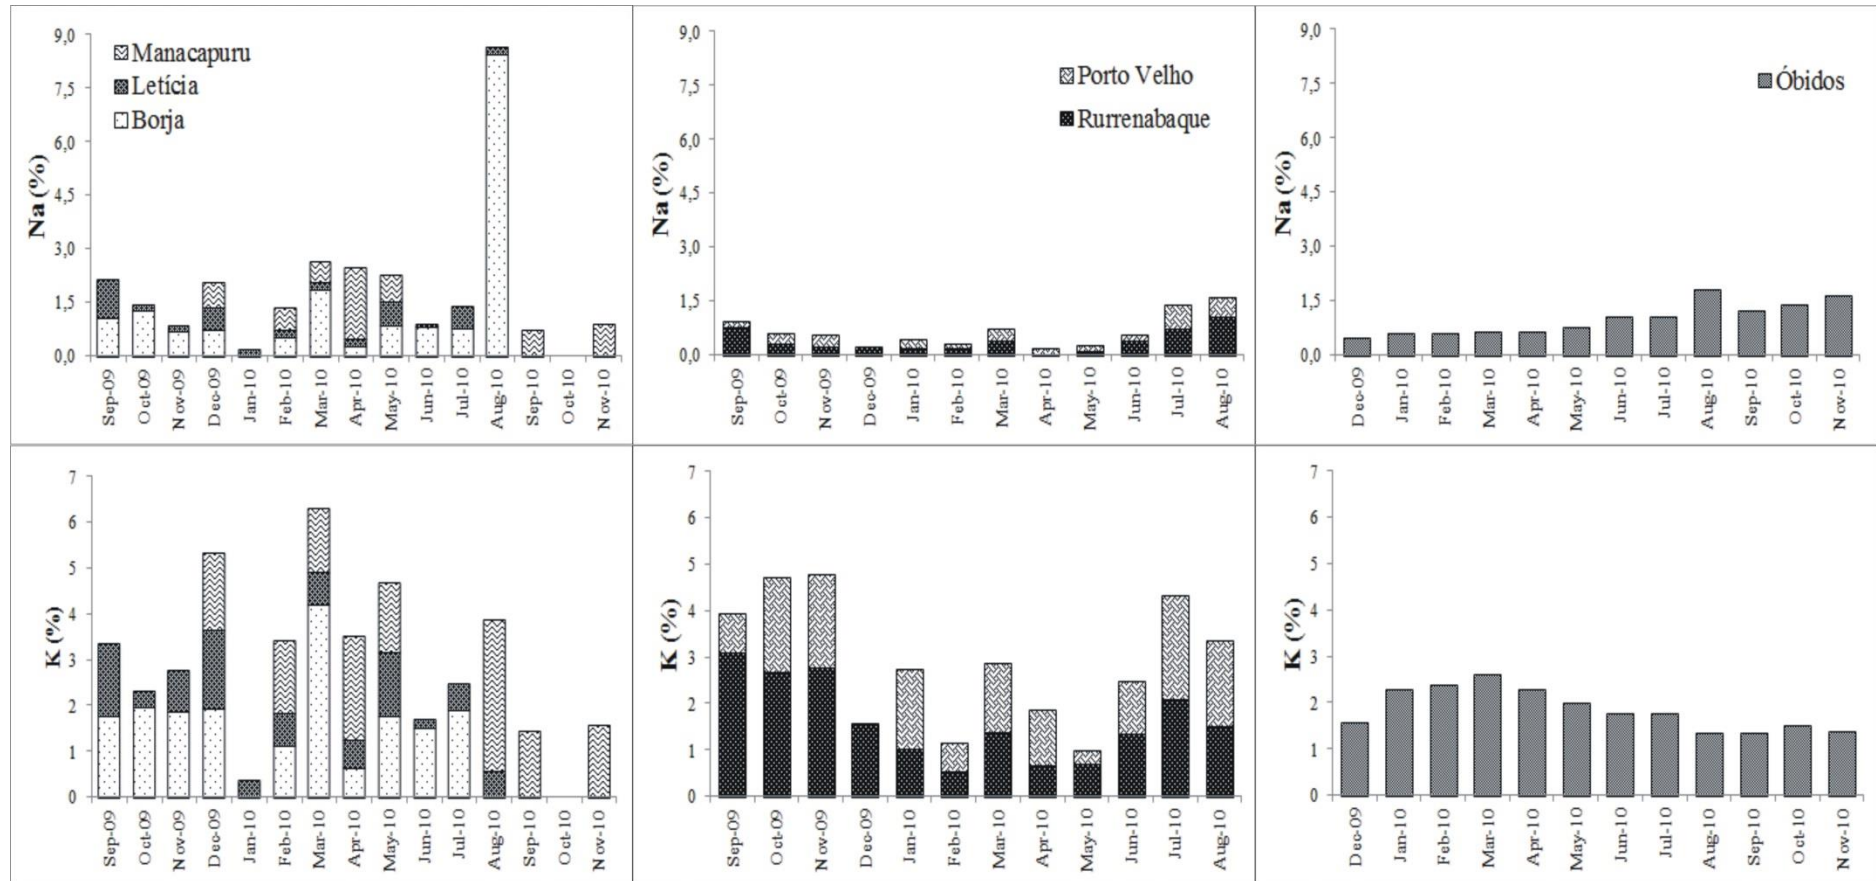 Na (%)
9,0
7,5
6,0
4,5
3,0
1,5
0,0
Manacapuru
Letícia
Borja
Sep-09
Oct-09
Nov-09
Dec-09
Jan-10
Feb-10
Mar-10
Apr-10
May-10
Jun-10
Jul-10
Aug-10
Sep-10
Oct-10
Nov-10
Na (%)
9,0
7,5
6,0
4,5
3,0
1,5
0,0
Porto Velho
Rurrenabaque
Sep-09
Oct-09
Nov-09
Dec-09
Jan-10
Feb-10
Mar-10
Apr-10
May-10
Jun-10
Jul-10
Aug-10
Na (%)
9,0
7,5
6,0
4,5
3,0
1,5
0,0
Óbidos
Dec-09
Jan-10
Feb-10
Mar-10
Apr-10
May-10
Jun-10
Jul-10
Aug-10
Sep-10
Oct-10
Nov-10
K (%)
7
6
5
4
3
2
1
0
Sep-09
Oct-09
Nov-09
Dec-09
Jan-10
Feb-10
Mar-10
Apr-10
May-10
Jun-10
Jul-10
Aug-10
Sep-10
Oct-10
Nov-10
K (%)
7
6
5
4
3
2
1
0
Sep-09
Oct-09
Nov-09
Dec-09
Jan-10
Feb-10
Mar-10
Apr-10
May-10
Jun-10
Jul-10
Aug-10
K (%)
7
6
5
4
3
2
1
0
Dec-09
Jan-10
Feb-10
Mar-10
Apr-10
May-10
Jun-10
Jul-10
Aug-10
Sep-10
Oct-10
Nov-10